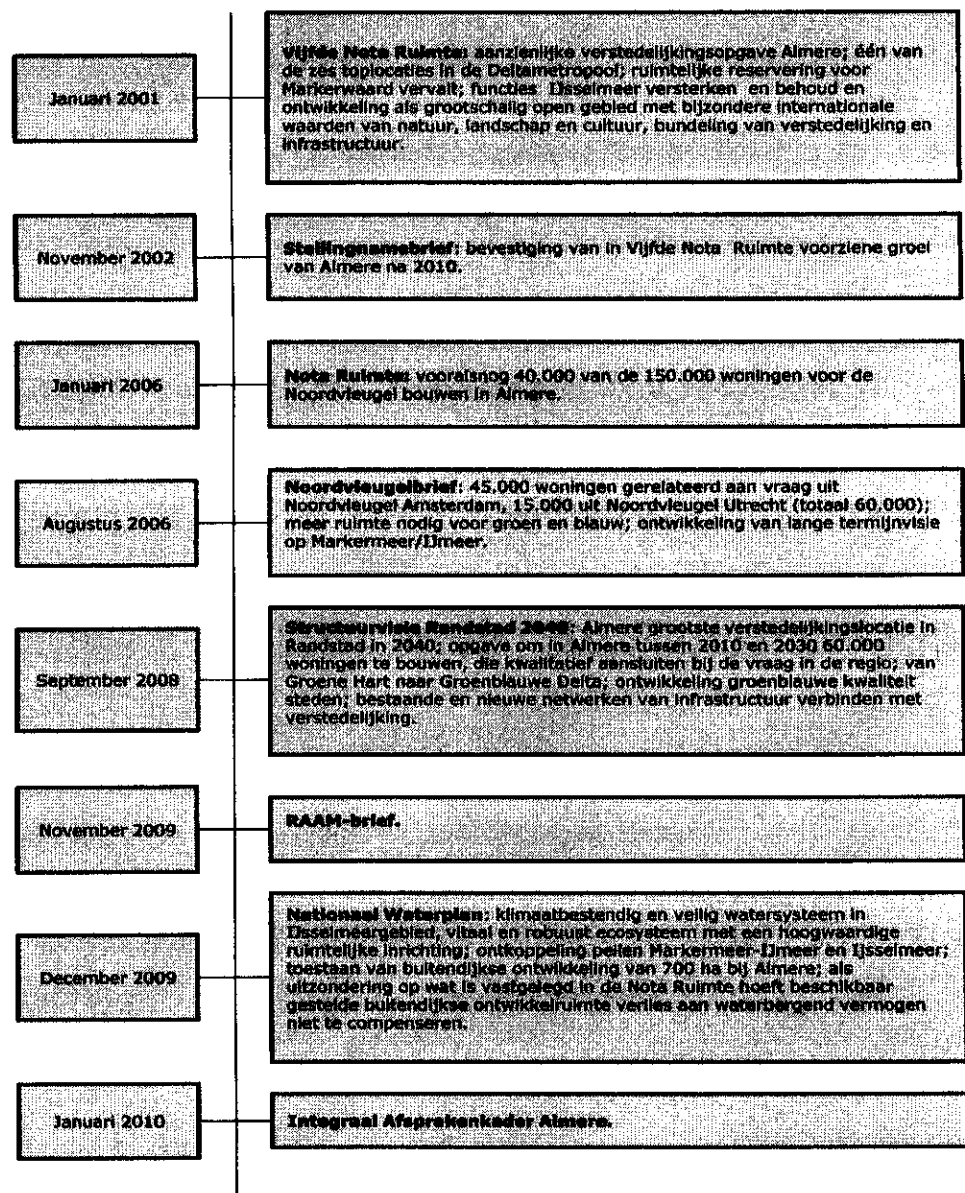 Januari 2001
Vijfde Nota Ruimte: aanzienlijke verstedelijkingsopgave Almere; één van
de zes toplocaties in de Deltametropool; ruimtelijke reservering voor
Markerwaard vervalt; functies IJsselmeer versterken en behoud en
ontwikkeling als grootschalig open gebied met bijzondere internationale
waarden van natuur, landschap en cultuur, bundeling van verstedelijking en
infrastructuur.
November 2002
Stellingnamebrief: bevestiging van in Vijfde Nota Ruimte voorziene groei
van Almere na 2010.
Januari 2006
Nota Ruimte: vooralsnog 40.000 van de 150.000 woningen voor de
Noordvleugel bouwen in Almere.
Augustus 2006
Noordvleugelbrief: 45.000 woningen gerelateerd aan vraag uit
Noordvleugel Amsterdam, 15.000 uit Noordvleugel Utrecht (totaal 60.000);
meer ruimte nodig voor groen en blauw; ontwikkeling van lange termijnvisie
op Markermeer/IJmeer.
September 2008
Structuurvisie Randstad 2040: Almere grootste verstedelijkingslocatie in
Randstad in 2040; opgave om in Almere tussen 2010 en 2030 60.000
woningen te bouwen, die kwalitatief aansluiten bij de vraag in de regio; van
Groene Hart naar Groenblauwe Delta; ontwikkeling groenblauwe kwaliteit
steden; bestaande en nieuwe netwerken van infrastructuur verbinden met
verstedelijking.
November 2009
RAAM-brief.
December 2009
Nationaal Waterplan: klimaatbestendig en veilig watersysteem in
IJsselmeergebied, vitaal en robuust ecosysteem met een hoogwaardige
ruimtelijke inrichting; ontkoppeling peilen Markermeer-IJmeer en Ijsselmeer;
toestaan van buitendijkse ontwikkeling van 700 ha bij Almere; als
uitzondering op wat is vastgelegd in de Nota Ruimte hoeft beschikbaar
gestelde buitendijkse ontwikkelruimte verlies aan waterbergend vermogen
niet te compenseren.
Januari 2010
Integraal Afsprakenkader Almere.